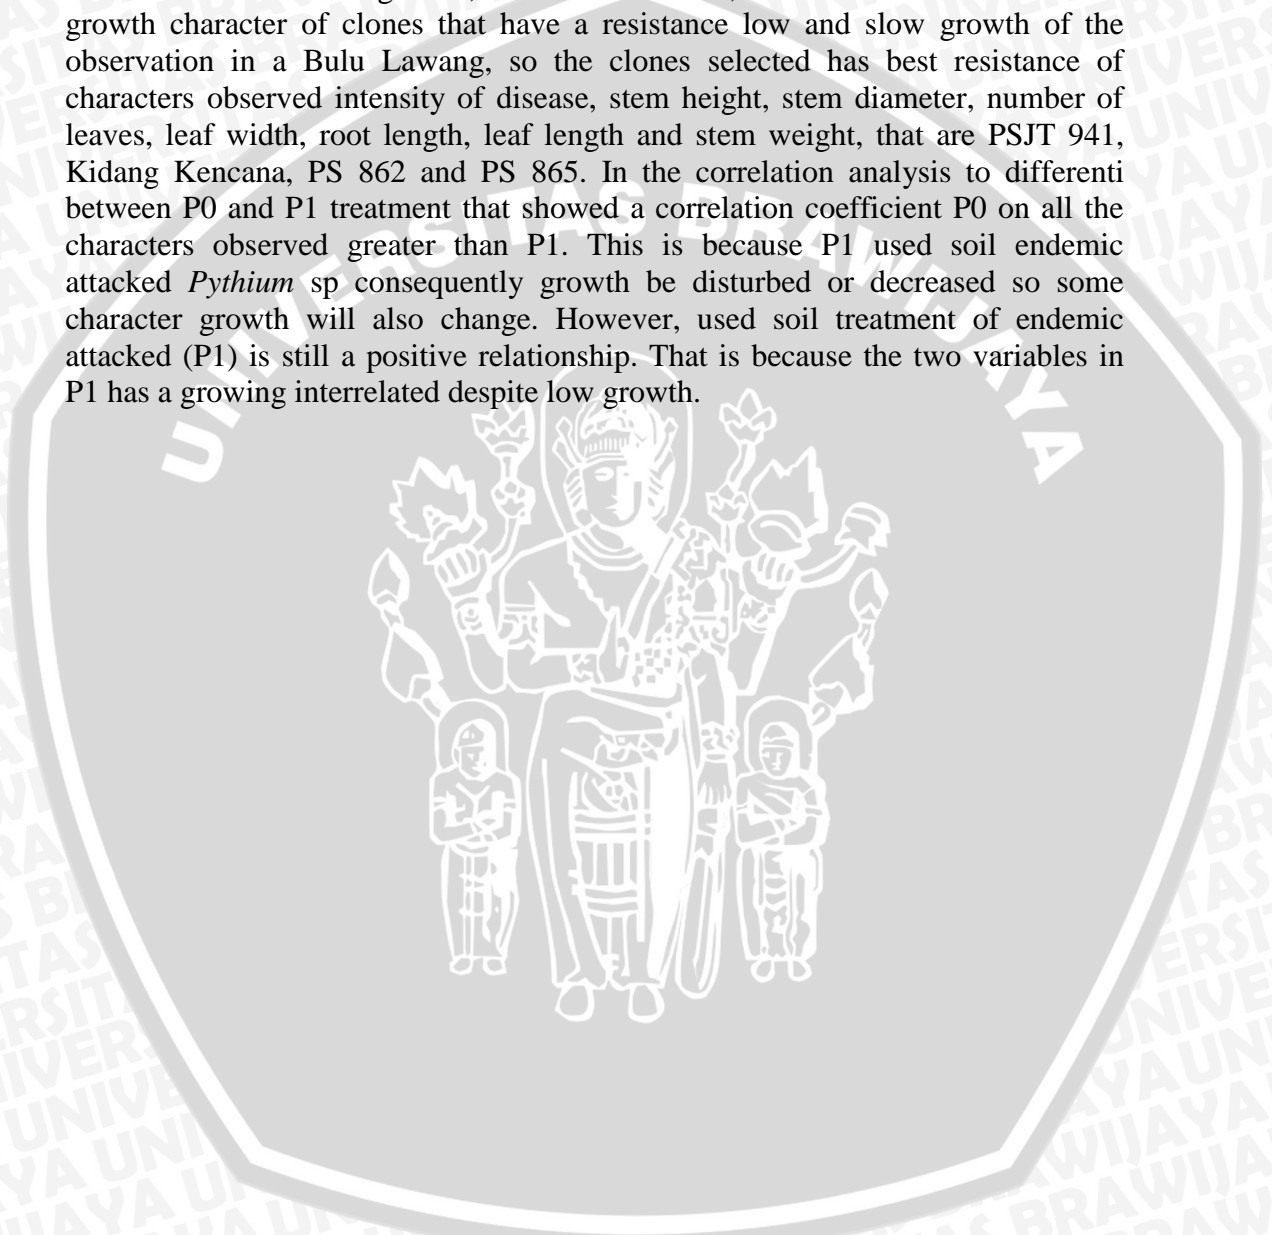 growth character of clones that have a resistance low and slow growth of the
observation in a Bulu Lawang, so the clones selected has best resistance of
characters observed intensity of disease, stem height, stem diameter, number of
leaves, leaf width, root length, leaf length and stem weight, that are PSJT 941,
Kidang Kencana, PS 862 and PS 865. In the correlation analysis to differenti
between P0 and P1 treatment that showed a correlation coefficient P0 on all the
characters observed greater than P1. This is because P1 used soil endemic
attacked Pythium sp consequently growth be disturbed or decreased so some
character growth will also change. However, used soil treatment of endemic
attacked (P1) is still a positive relationship. That is because the two variables in
P1 has a growing interrelated despite low growth.
UNIVERSITAS BRAWIJAYA